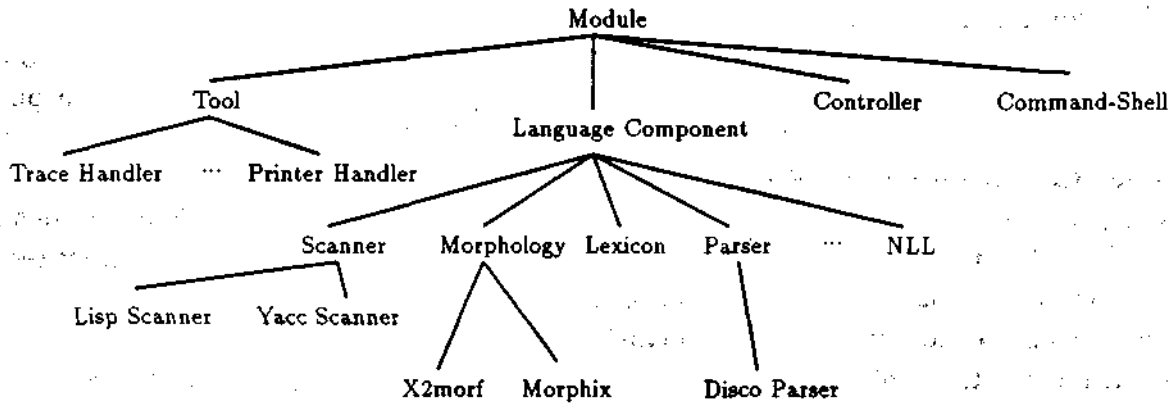 Module
Tool
Controller
Command-Shell
Language Component
Trace Handler ... Printer Handler
Scanner
Morphology
Lexicon
Parser
...
NLL
Lisp Scanner
Yacc Scanner
X2morf
Morphix
Disco Parser